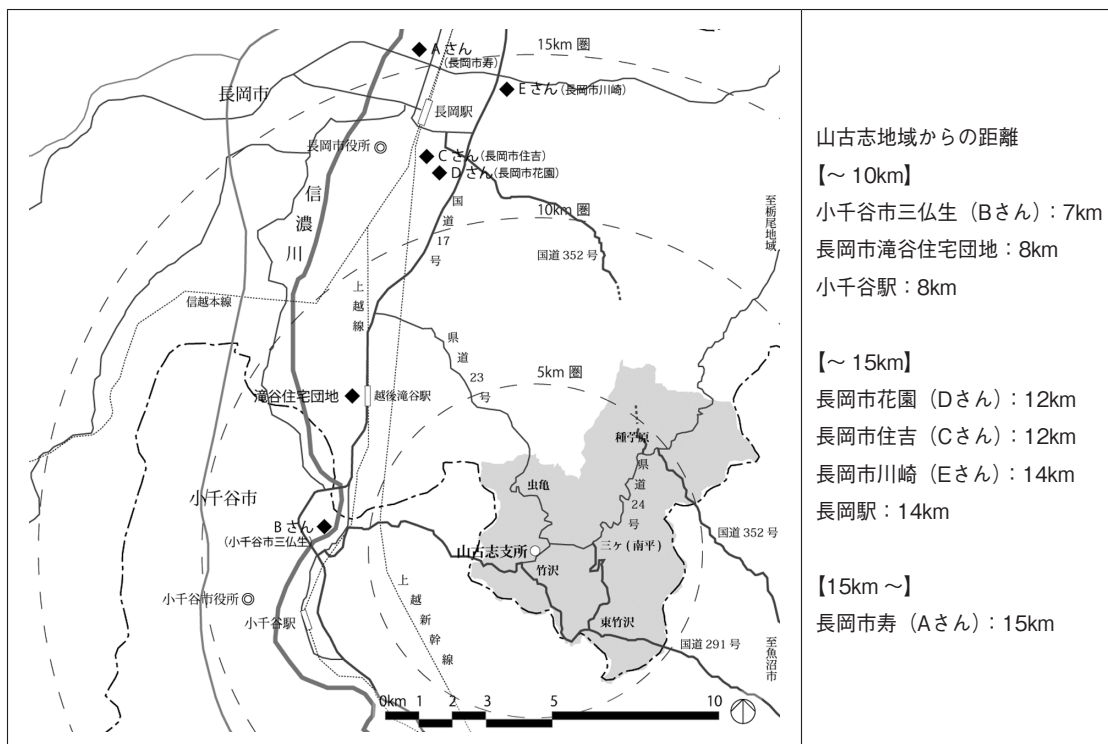 Aさん
(長岡市寿)
15km 圏
Eさん(長岡市川崎)
長岡市
長岡駅
長岡市役所
Cさん(長岡市住吉)
Dさん(長岡市花園)
信濃川
国道17号
10km 圏
国道 352 号
至栃尾地域
信越本線
上越線
県道23号
5km 圏
滝谷住宅団地
越後滝谷駅
種苧原
虫亀
県道24号
小千谷市
Bさん
(小千谷市三仏生)
山古志支所
三ヶ(南平)
国道 352 号
竹沢
小千谷市役所
小千谷駅
上越新幹線
東竹沢
国道 291 号
至魚沼市
0km 1 2 3 5 10
山古志地域からの距離
【~ 10km】
小千谷市三仏生（Bさん）：7km
長岡市滝谷住宅団地：8km
小千谷駅：8km
【~ 15km】
長岡市花園（Dさん）：12km
長岡市住吉（Cさん）：12km
長岡市川崎（Eさん）：14km
長岡駅：14km
【15km ~】
長岡市寿（Aさん）：15km